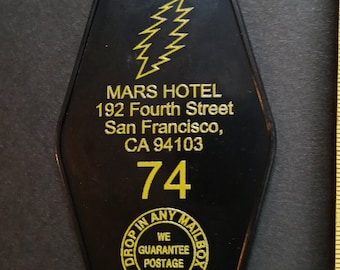 MARS HOTEL
192 Fourth Street
San Francisco,
CA 94103
74
DROP IN ANY MAILBOX
WE
GUARANTEE
POSTAGE